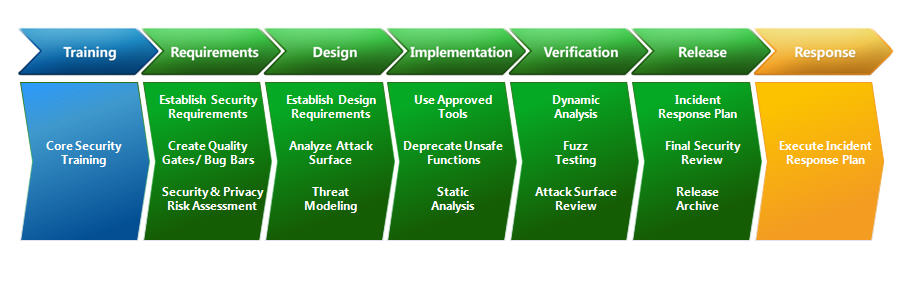 Training
Requirements
Design
Implementation
Verification
Release
Response
Core Security
Training
Establish Security
Requirements
Create Quality
Gates / Bug Bars
Security & Privacy
Risk Assessment
Establish Design
Requirements
Analyze Attack
Surface
Threat
Modeling
Use Approved
Tools
Deprecate Unsafe
Functions
Static
Analysis
Dynamic
Analysis
Fuzz
Testing
Attack Surface
Review
Incident
Response Plan
Final Security
Review
Release
Archive
Execute Incident
Response Plan